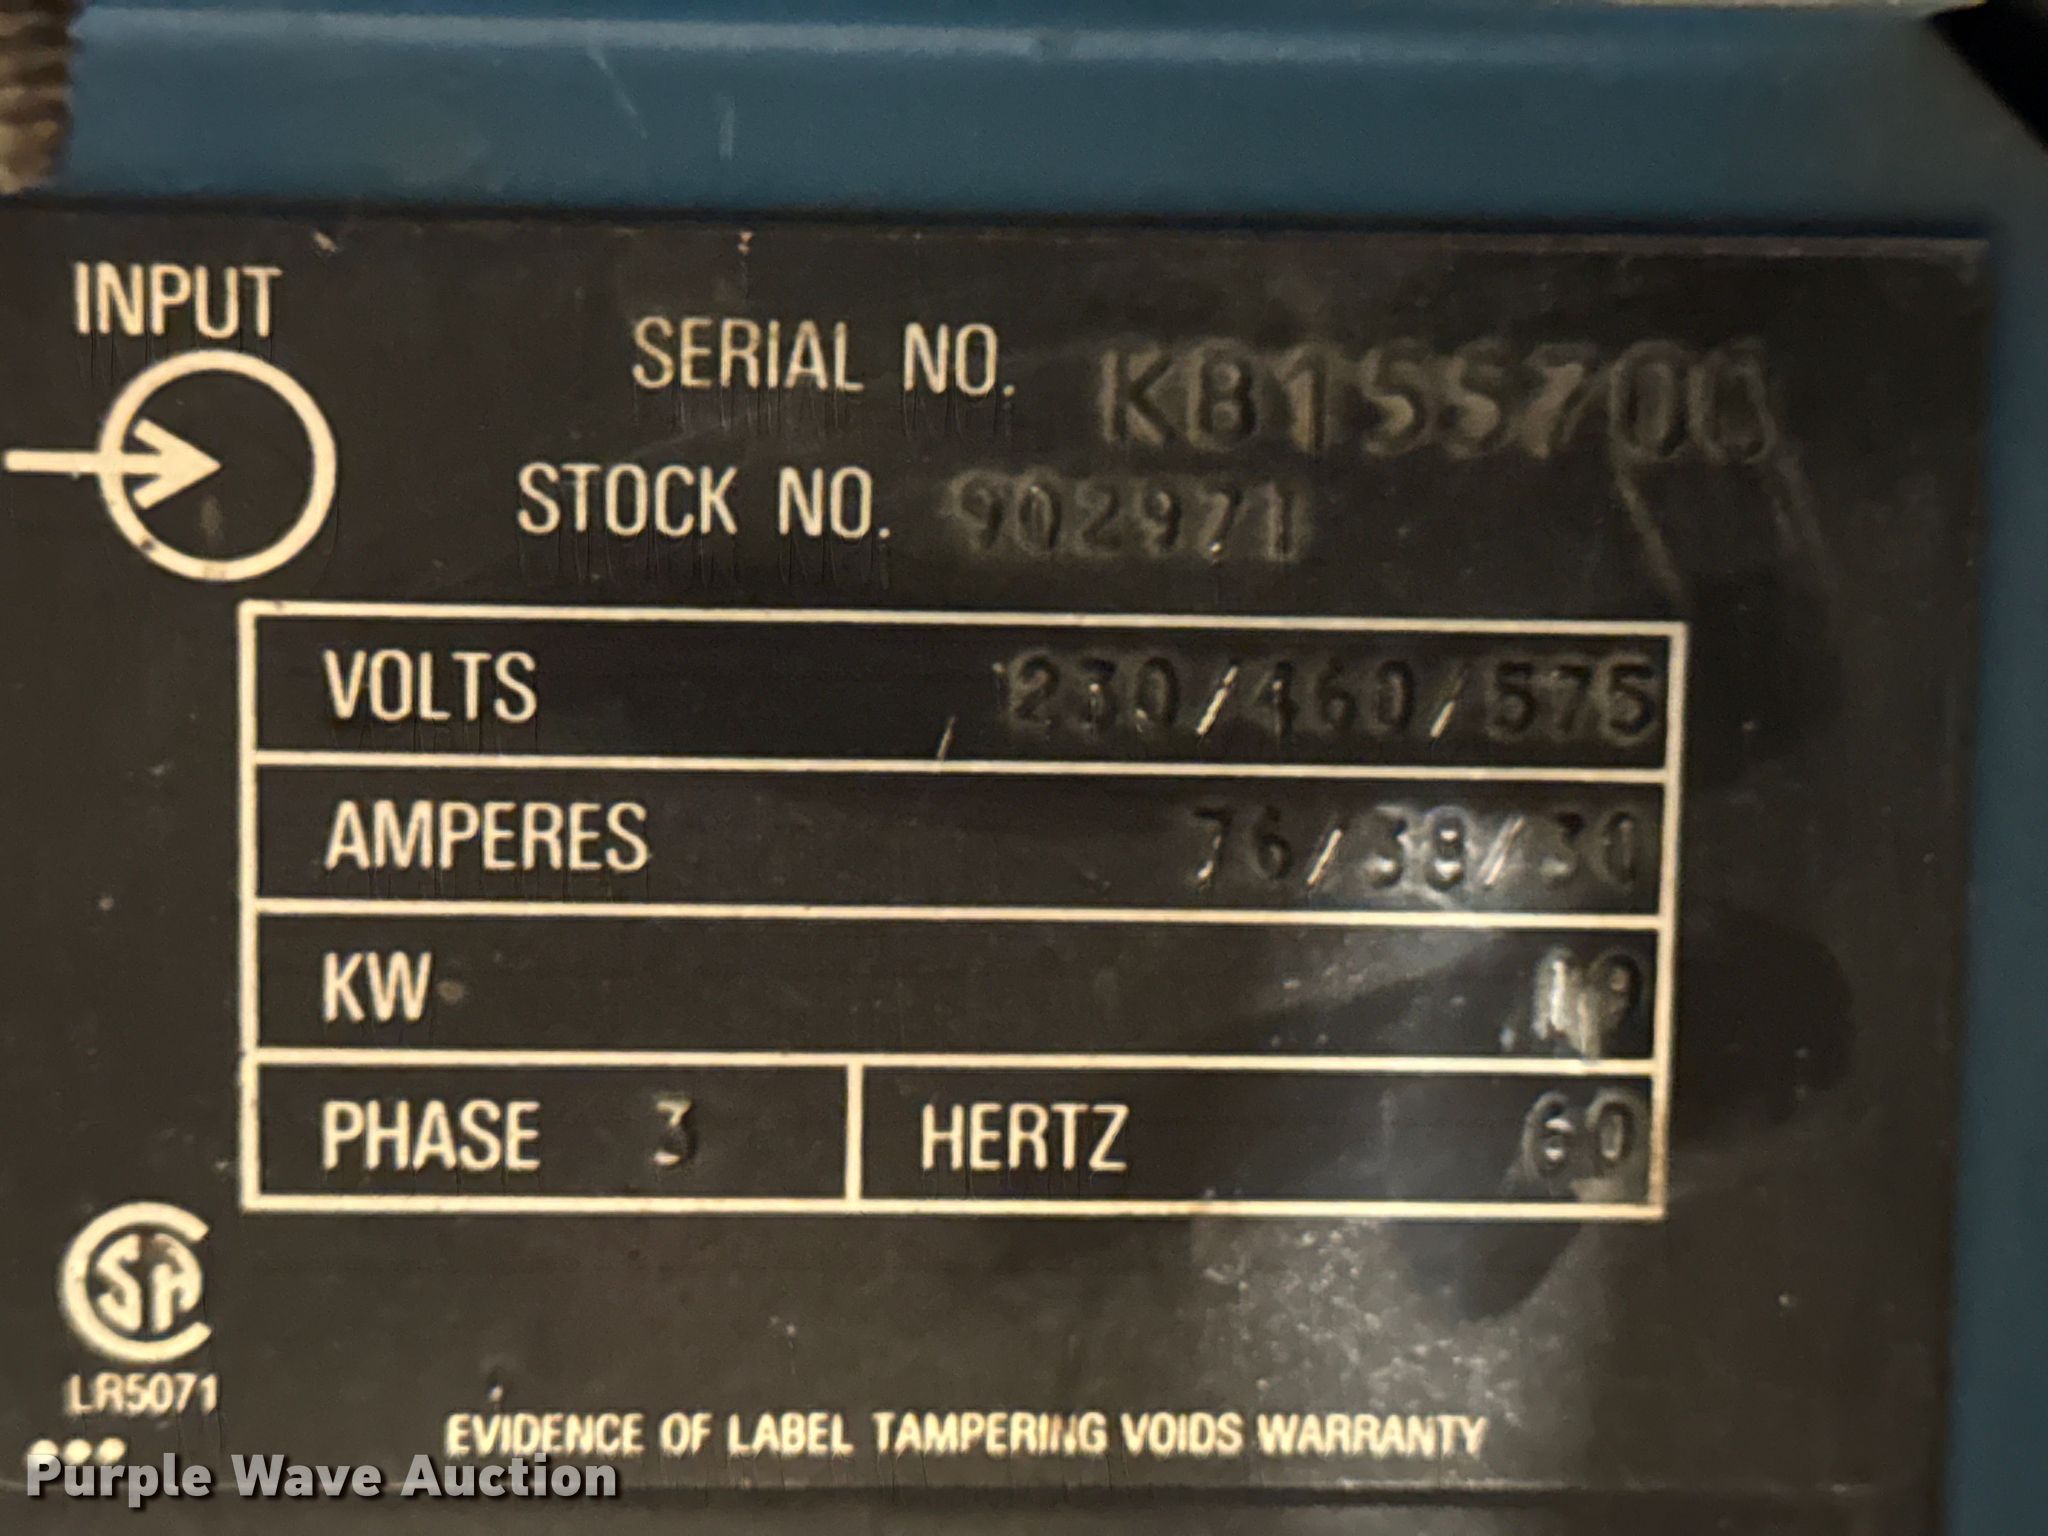 INPUT
SERIAL NO. KB155700
STOCK NO. 902971
VOLTS 230/460/575
AMPERES 76/38/30
KW
PHASE 3 HERTZ 60
CSA
LR5071
EVIDENCE OF LABEL TAMPERING VOIDS WARRANTY
Purple Wave Auction